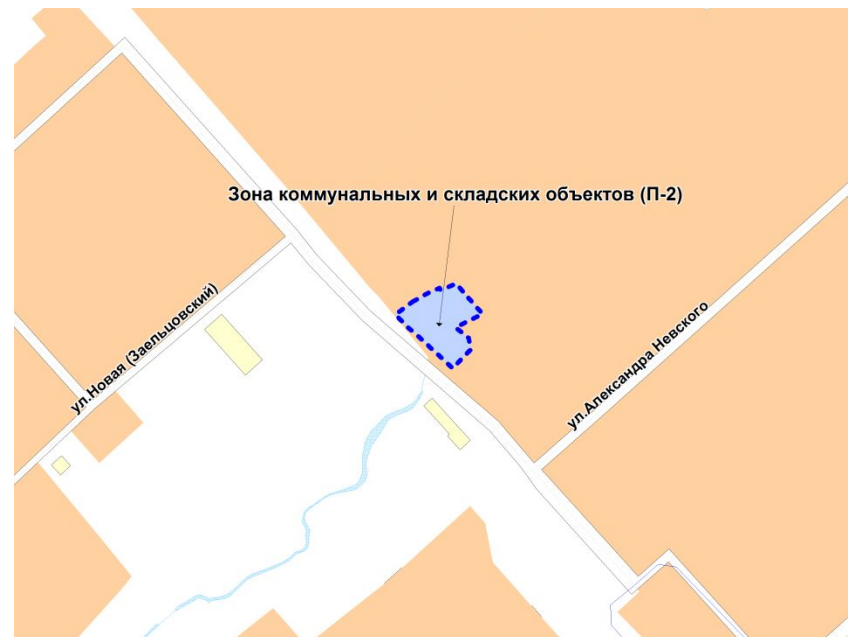 Зона коммунальных и складских объектов (П-2)
ул.Новая (Заельцовский)
ул.Александра Невского